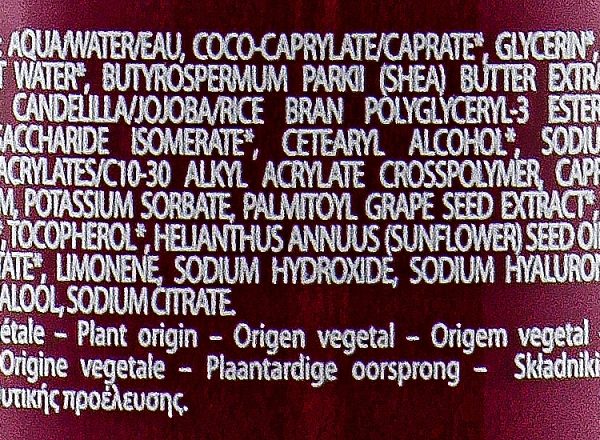 : AQUA/WATER/EAU, COCO-CAPRYLATE/CAPRATE*, GLYCERIN*,
T WATER*, BUTYROSPERMUM PARKII (SHEA) BUTTER EXTRA
CANDELILLA/JOJOBA/RICE BRAN POLYGLYCERYL-3 ESTER
SACCHARIDE ISOMERATE*, CETEARYL ALCOHOL*, SODIU
ACRYLATES/C10-30 ALKYL ACRYLATE CROSSPOLYMER, CAPR
M, POTASSIUM SORBATE, PALMITOYL GRAPE SEED EXTRACT*,
, TOCOPHEROL*, HELIANTHUS ANNUUS (SUNFLOWER) SEED OI
TATE*, LIMONENE, SODIUM HYDROXIDE, SODIUM HYALURON
ALOOL, SODIUM CITRATE.
étale – Plant origin – Origen vegetal – Origem vegetal –
Origine vegetale – Plaantardige oorsprong – Składniki
υτικής προέλευσης.